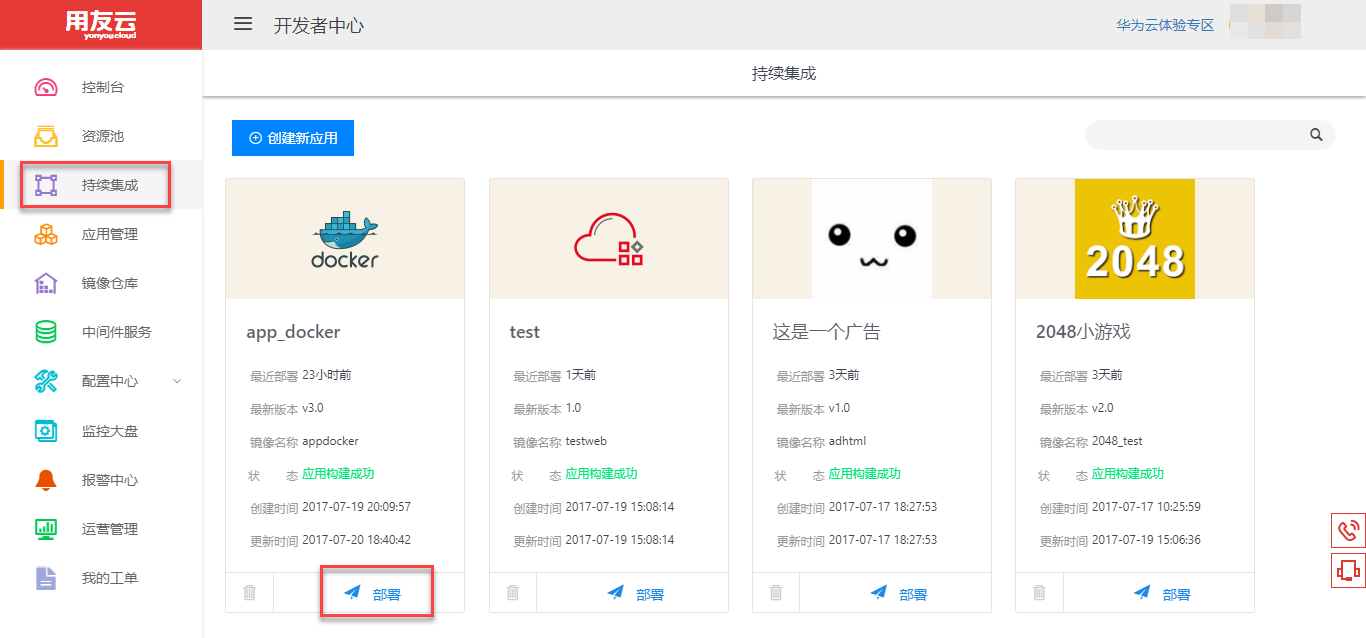 用友云
yonyoucloud
开发者中心
华为云体验专区
控制台
资源池
持续集成
应用管理
镜像仓库
中间件服务
配置中心
监控大盘
报警中心
运营管理
我的工单
持续集成
创建新应用
docker
app_docker
最近部署 23小时前
最新版本 v3.0
镜像名称 appdocker
状 态 应用构建成功
创建时间 2017-07-19 20:09:57
更新时间 2017-07-20 18:40:42
部署
test
最近部署 1天前
最新版本 1.0
镜像名称 testweb
状 态 应用构建成功
创建时间 2017-07-19 15:08:14
更新时间 2017-07-19 15:08:14
部署
这是一个广告
最近部署 3天前
最新版本 v1.0
镜像名称 adhtml
状 态 应用构建成功
创建时间 2017-07-17 18:27:53
更新时间 2017-07-17 18:27:53
部署
2048
2048小游戏
最近部署 3天前
最新版本 v2.0
镜像名称 2048_test
状 态 应用构建成功
创建时间 2017-07-17 10:25:59
更新时间 2017-07-19 15:06:36
部署